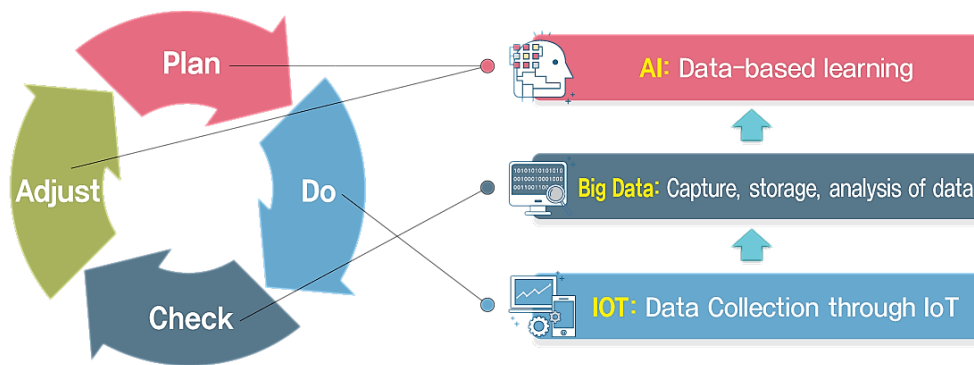 Plan
Do
Check
Adjust
AI: Data-based learning
Big Data: Capture, storage, analysis of data
IOT: Data Collection through IoT